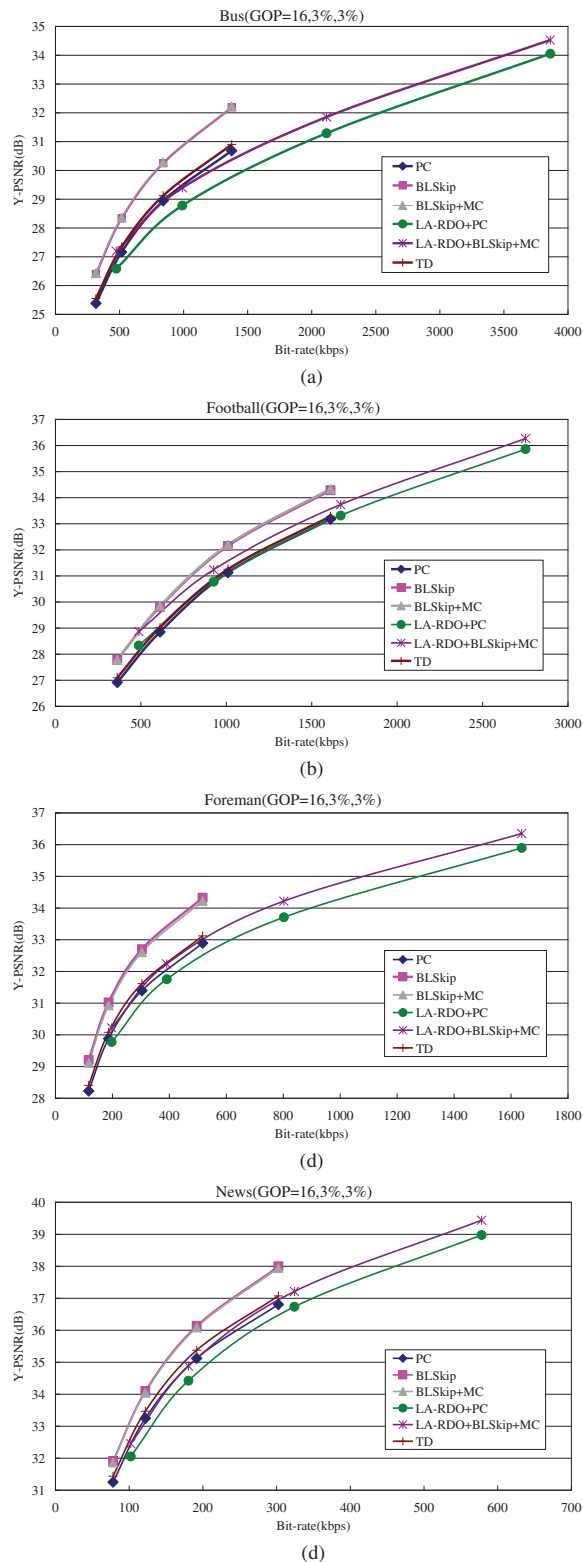 Bus(GOP=16,3%,3%)
35
34
33
32
31
30
29
28
27
26
25
Y-PSNR(dB)
PC
BLSkip
BLSkip+MC
LA-RDO+PC
LA-RDO+BLSkip+MC
TD
0 500 1000 1500 2000 2500 3000 3500 4000
Bit-rate(kbps)
(a)
Football(GOP=16,3%,3%)
37
36
35
34
33
32
31
30
29
28
27
26
Y-PSNR(dB)
PC
BLSkip
BLSkip+MC
LA-RDO+PC
LA-RDO+BLSkip+MC
TD
0 500 1000 1500 2000 2500 3000
Bit-rate(kbps)
(b)
Foreman(GOP=16,3%,3%)
37
36
35
34
33
32
31
30
29
28
Y-PSNR(dB)
PC
BLSkip
BLSkip+MC
LA-RDO+PC
LA-RDO+BLSkip+MC
TD
0 200 400 600 800 1000 1200 1400 1600 1800
Bit-rate(kbps)
(d)
News(GOP=16,3%,3%)
40
39
38
37
36
35
34
33
32
31
Y-PSNR(dB)
PC
BLSkip
BLSkip+MC
LA-RDO+PC
LA-RDO+BLSkip+MC
TD
0 100 200 300 400 500 600 700
Bit-rate(kbps)
(d)